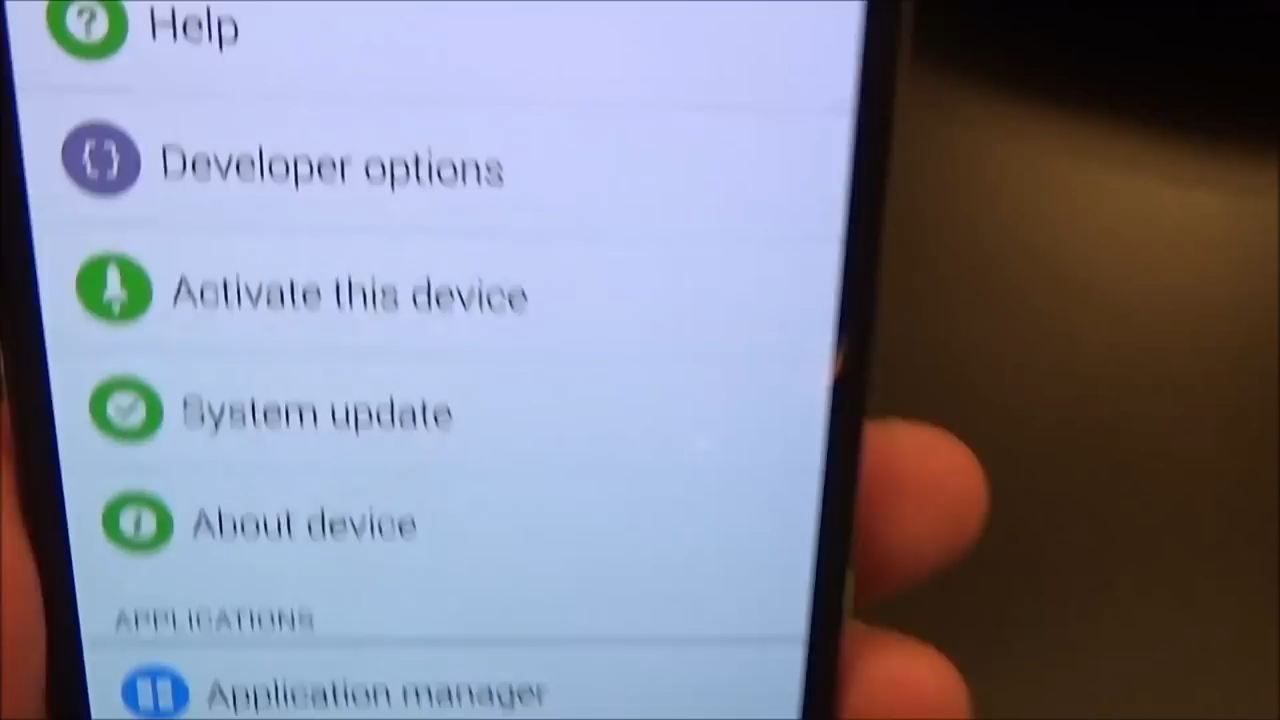 Help
Developer options
Activate this device
System update
About device
APPLICATIONS
Application manager